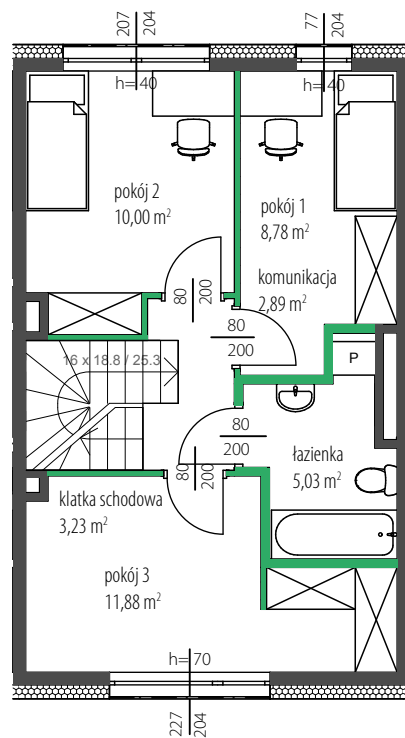 207
204
77
204
h= 40
h= 40
pokój 2
10,00 m²
pokój 1
8,78 m²
komunikacja
2,89 m²
80
200
80
200
16 x 18.8 / 25.3
P
80
200
80
200
łazienka
5,03 m²
klatka schodowa
3,23 m²
pokój 3
11,88 m²
h= 70
227
204